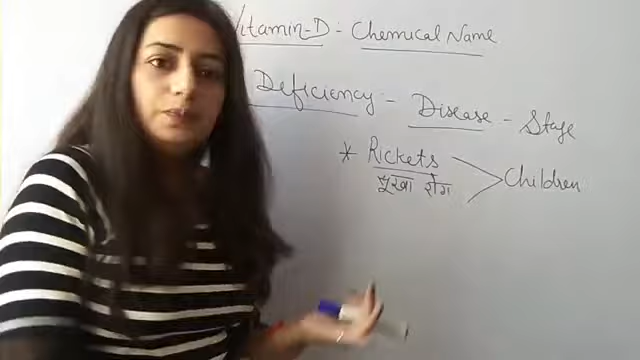 Vitamin-D : Chemical Name
Deficiency - Disease - Stage
* Rickets
सूखा रोग
Children